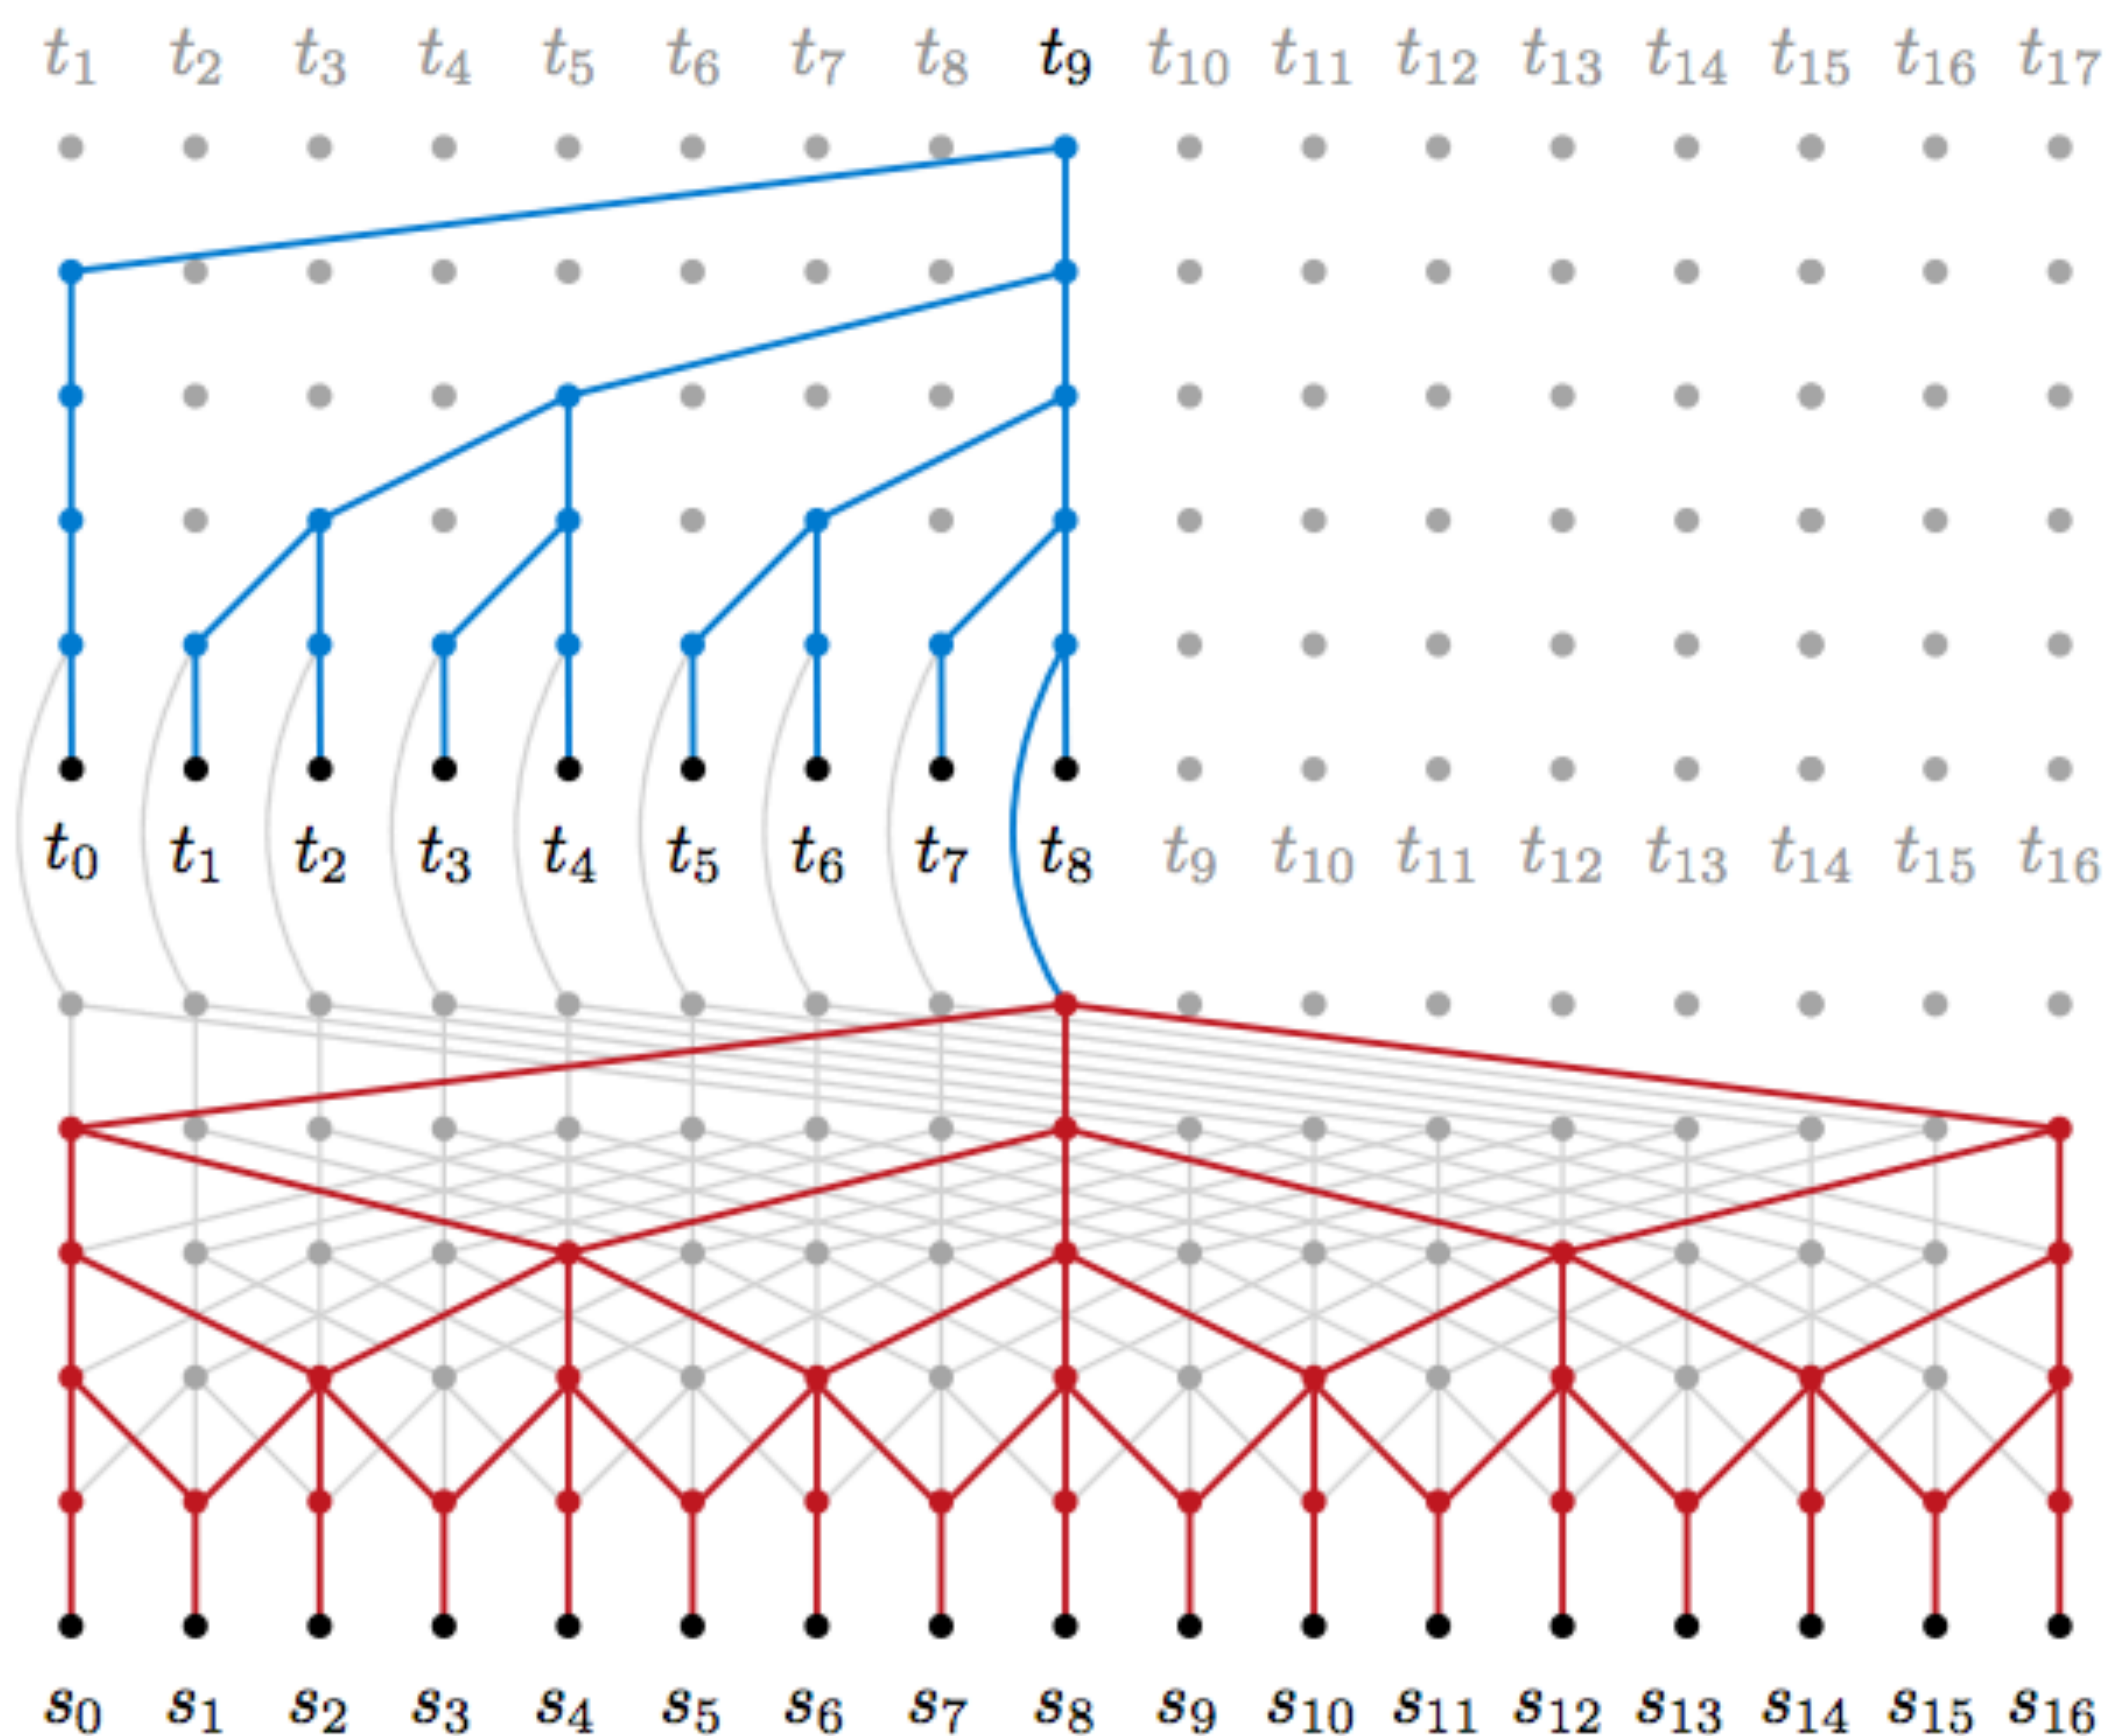 t₁ t₂ t₃ t₄ t₅ t₆ t₇ t₈ t₉ t₁₀ t₁₁ t₁₂ t₁₃ t₁₄ t₁₅ t₁₆ t₁₇
t₀ t₁ t₂ t₃ t₄ t₅ t₆ t₇ t₈ t₉ t₁₀ t₁₁ t₁₂ t₁₃ t₁₄ t₁₅ t₁₆
s₀ s₁ s₂ s₃ s₄ s₅ s₆ s₇ s₈ s₉ s₁₀ s₁₁ s₁₂ s₁₃ s₁₄ s₁₅ s₁₆